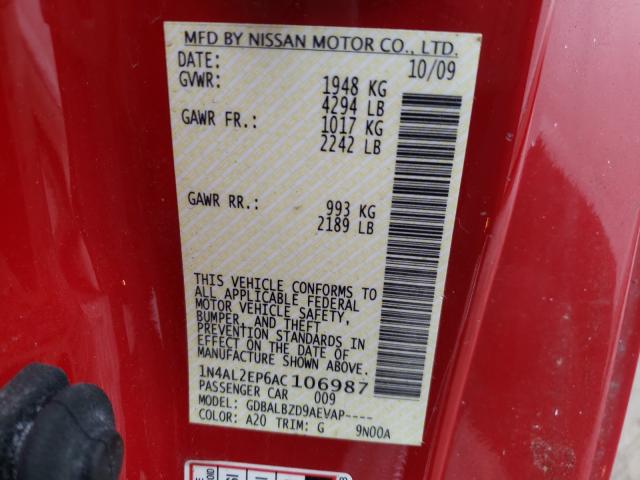 MFD BY NISSAN MOTOR CO., LTD.
DATE: 10/09
GVWR: 1948 KG
4294 LB
GAWR FR.: 1017 KG
2242 LB
GAWR RR.: 993 KG
2189 LB
THIS VEHICLE CONFORMS TO
ALL APPLICABLE FEDERAL
MOTOR VEHICLE SAFETY,
BUMPER, AND THEFT
PREVENTION STANDARDS IN
EFFECT ON THE DATE OF
MANUFACTURE SHOWN ABOVE.
1N4AL2EP6AC106987
PASSENGER CAR 009
MODEL: GDBALBZD9AEVAP----
COLOR: A20 TRIM: G 9N00A